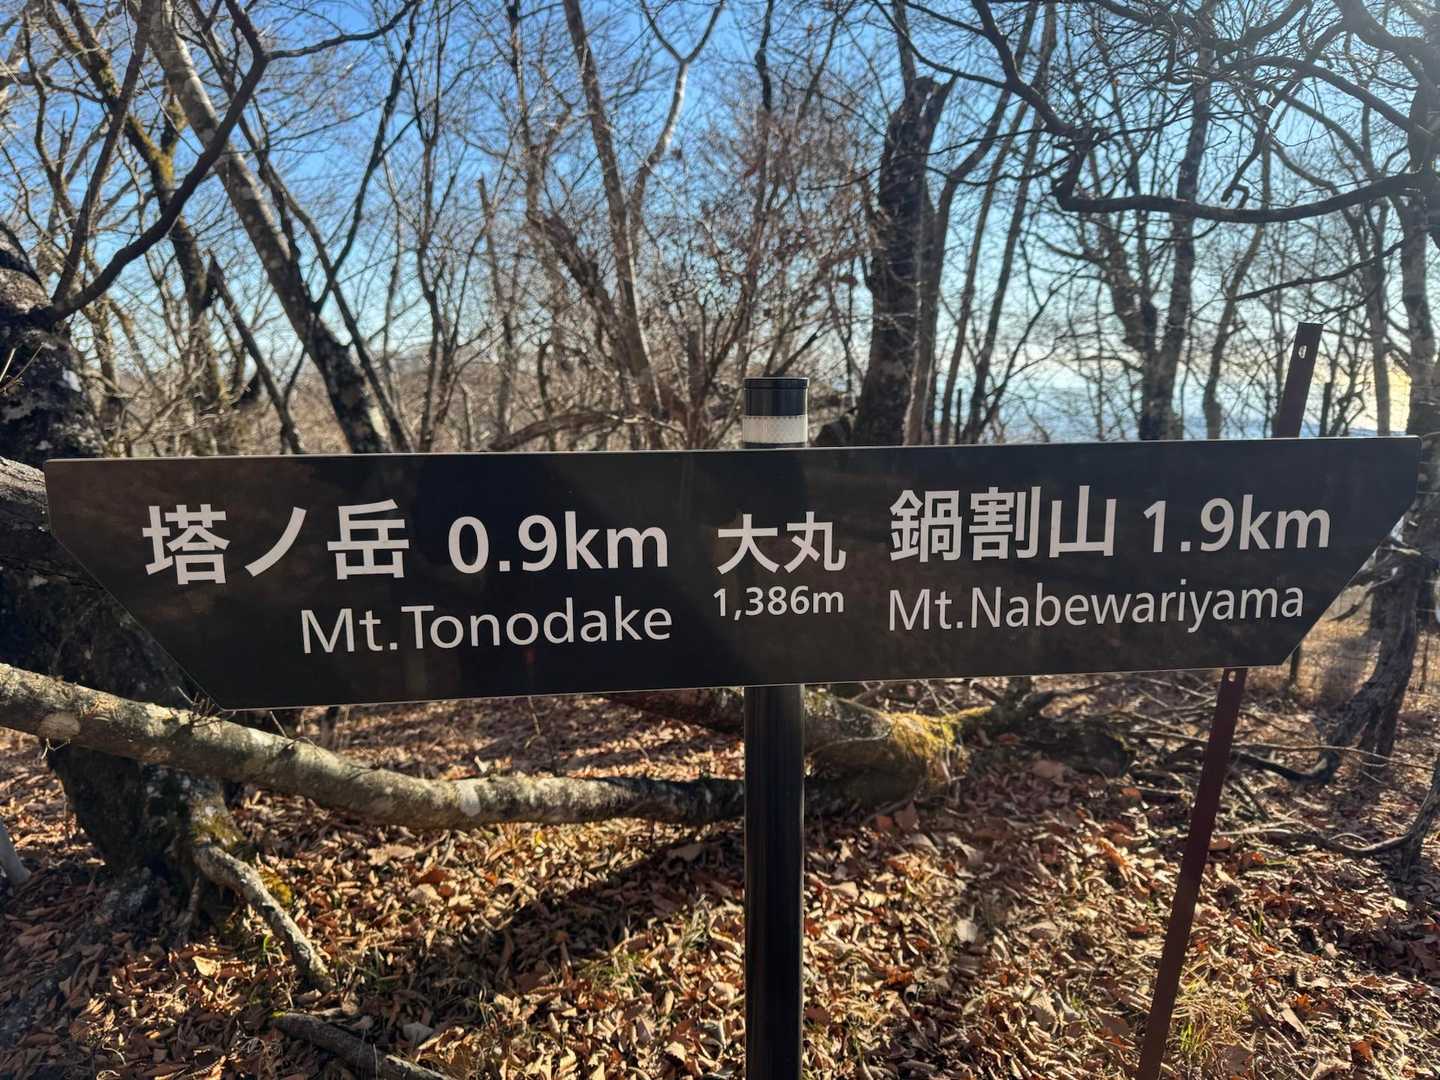 塔ノ岳 0.9km
Mt.Tonodake
大丸
1,386m
鍋割山 1.9km
Mt.Nabewariyama